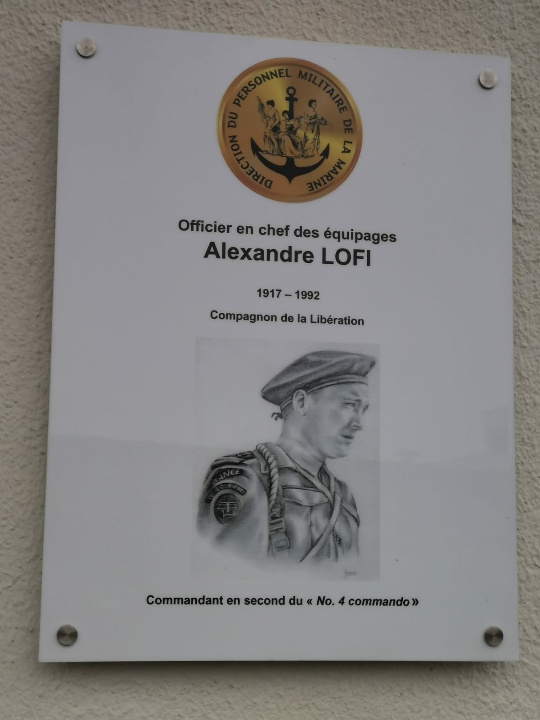 DIRECTION DU PERSONNEL MILITAIRE DE LA MARINE
Officier en chef des équipages
Alexandre LOFI
1917 – 1992
Compagnon de la Libération
Commandant en second du « No. 4 commando »